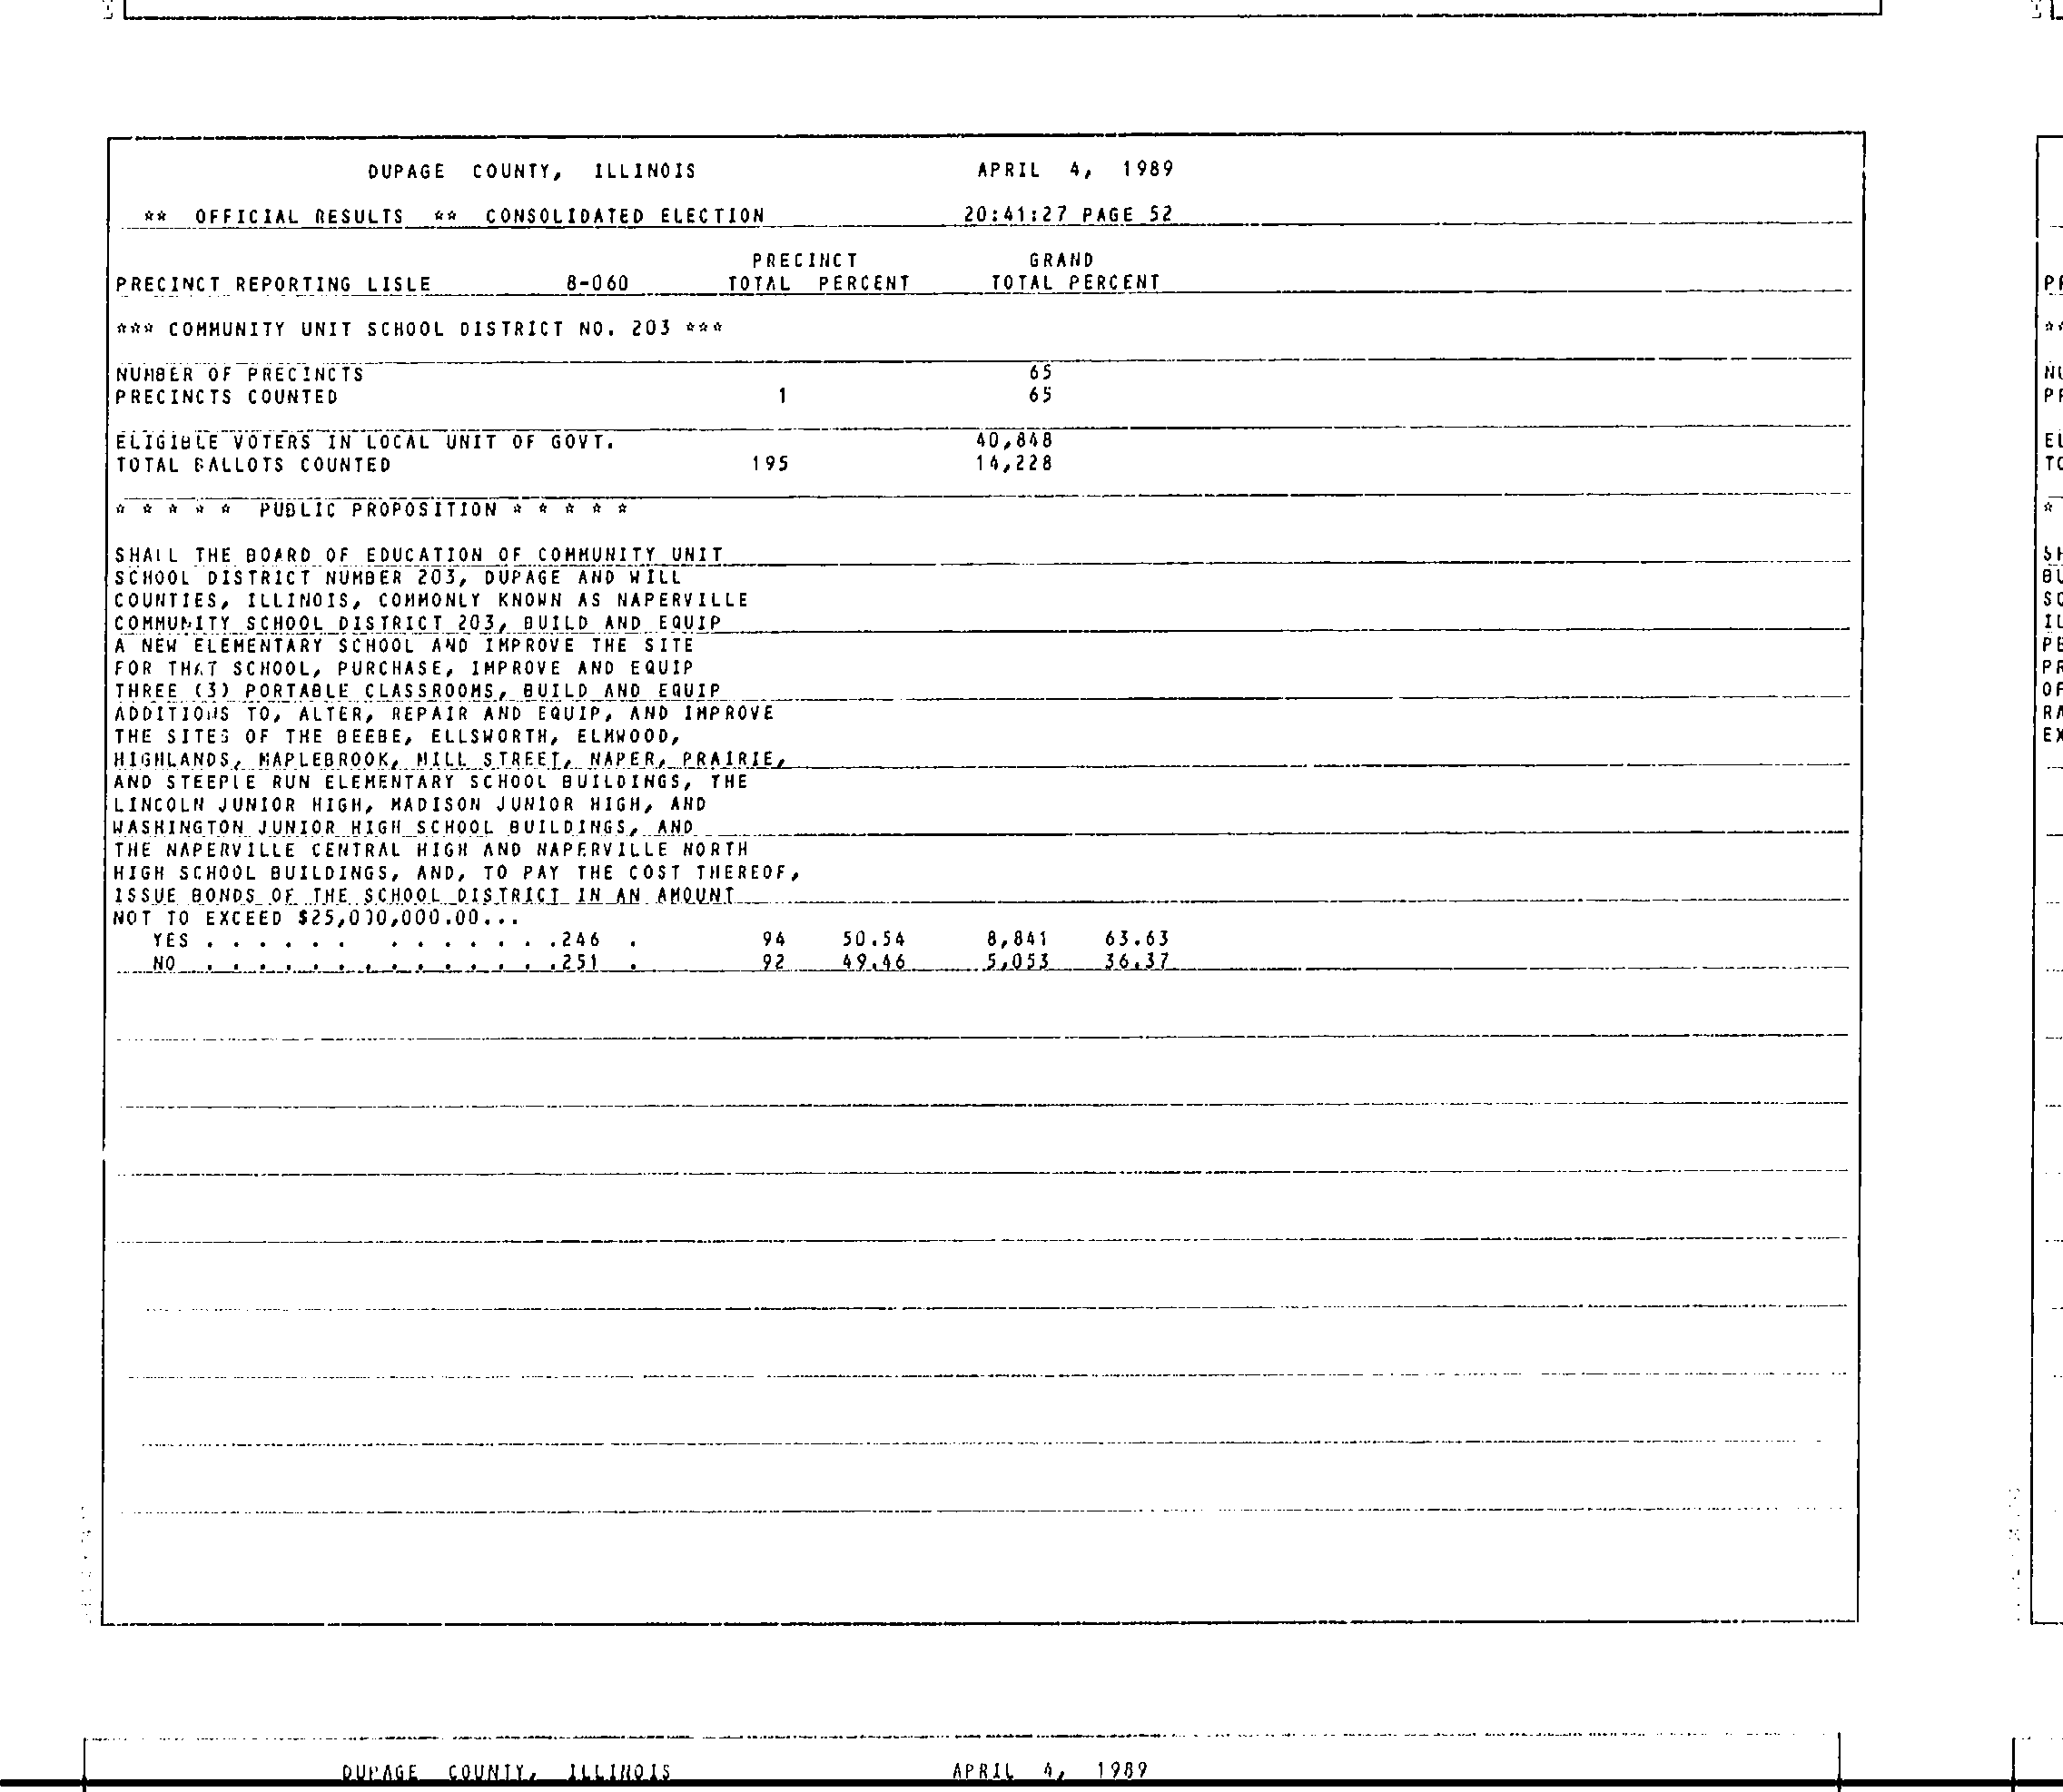 DUPAGE COUNTY, ILLINOIS APRIL 4, 1989
** OFFICIAL RESULTS ** CONSOLIDATED ELECTION 20:41:27 PAGE 52
PRECINCT GRAND
PRECINCT REPORTING LISLE 8-060 TOTAL PERCENT TOTAL PERCENT
*** COMMUNITY UNIT SCHOOL DISTRICT NO. 203 ***
NUMBER OF PRECINCTS 65
PRECINCTS COUNTED 1 65
ELIGIBLE VOTERS IN LOCAL UNIT OF GOVT. 40,848
TOTAL BALLOTS COUNTED 195 14,228
* * * * * PUBLIC PROPOSITION * * * * *
SHALL THE BOARD OF EDUCATION OF COMMUNITY UNIT
SCHOOL DISTRICT NUMBER 203, DUPAGE AND WILL
COUNTIES, ILLINOIS, COMMONLY KNOWN AS NAPERVILLE
COMMUNITY SCHOOL DISTRICT 203, BUILD AND EQUIP
A NEW ELEMENTARY SCHOOL AND IMPROVE THE SITE
FOR THAT SCHOOL, PURCHASE, IMPROVE AND EQUIP
THREE (3) PORTABLE CLASSROOMS, BUILD AND EQUIP
ADDITIONS TO, ALTER, REPAIR AND EQUIP, AND IMPROVE
THE SITES OF THE BEEBE, ELLSWORTH, ELMWOOD,
HIGHLANDS, MAPLEBROOK, MILL STREET, NAPER, PRAIRIE,
AND STEEPLE RUN ELEMENTARY SCHOOL BUILDINGS, THE
LINCOLN JUNIOR HIGH, MADISON JUNIOR HIGH, AND
WASHINGTON JUNIOR HIGH SCHOOL BUILDINGS, AND
THE NAPERVILLE CENTRAL HIGH AND NAPERVILLE NORTH
HIGH SCHOOL BUILDINGS, AND, TO PAY THE COST THEREOF,
ISSUE BONDS OF THE SCHOOL DISTRICT IN AN AMOUNT
NOT TO EXCEED $25,000,000.00...
YES . . . . . . . . . . . . .246 . 94 50.54 8,841 63.63
NO . . . . . . . . . . . . . .251 . 92 49.46 5,053 36.37
DUPAGE COUNTY, ILLINOIS APRIL 4, 1989